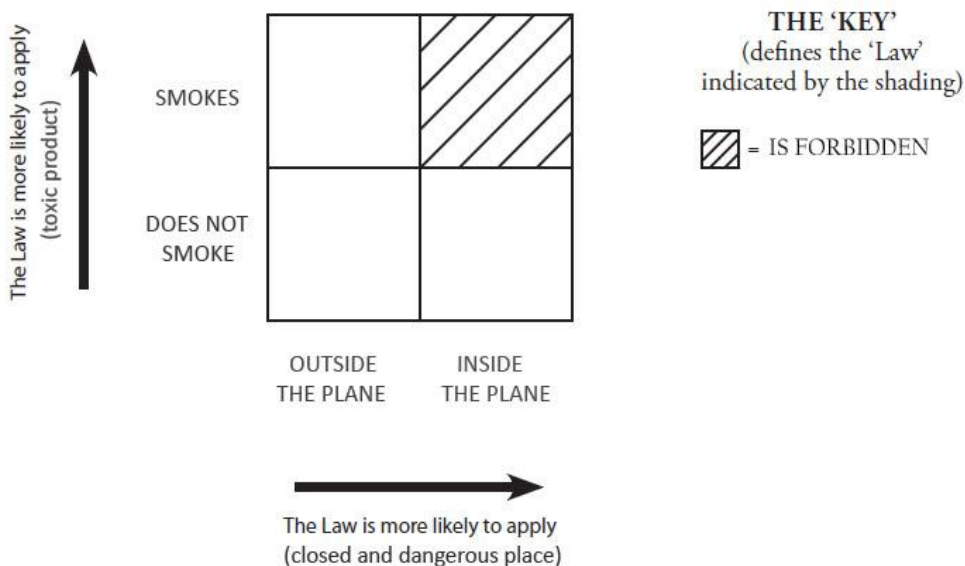 The Law is more likely to apply
(toxic product)
SMOKES
DOES NOT
SMOKE
OUTSIDE
THE PLANE
INSIDE
THE PLANE
The Law is more likely to apply
(closed and dangerous place)
THE ‘KEY’
(defines the ‘Law’
indicated by the shading)
= IS FORBIDDEN